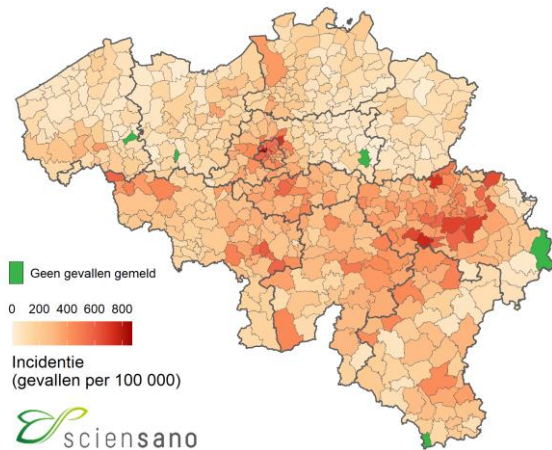 Geen gevallen gemeld
0 200 400 600 800
Incidentie
(gevallen per 100 000)
sciensano